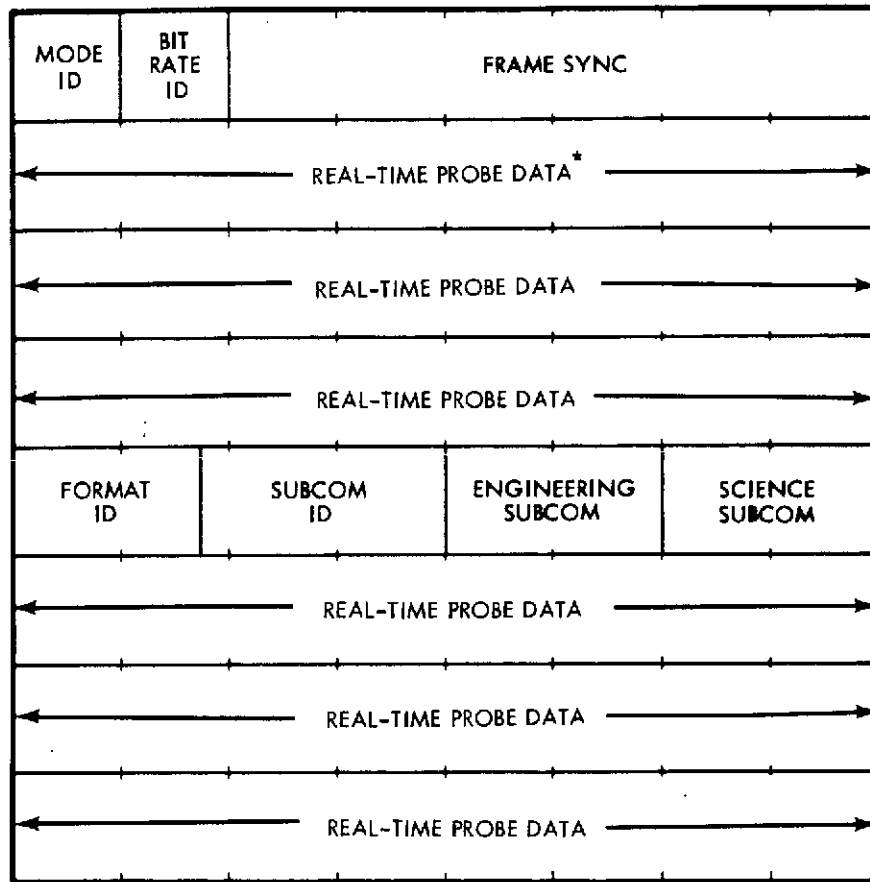 MODE
ID
BIT
RATE
ID
FRAME SYNC
REAL-TIME PROBE DATA*
REAL-TIME PROBE DATA
REAL-TIME PROBE DATA
FORMAT
ID
SUBCOM
ID
ENGINEERING
SUBCOM
SCIENCE
SUBCOM
REAL-TIME PROBE DATA
REAL-TIME PROBE DATA
REAL-TIME PROBE DATA